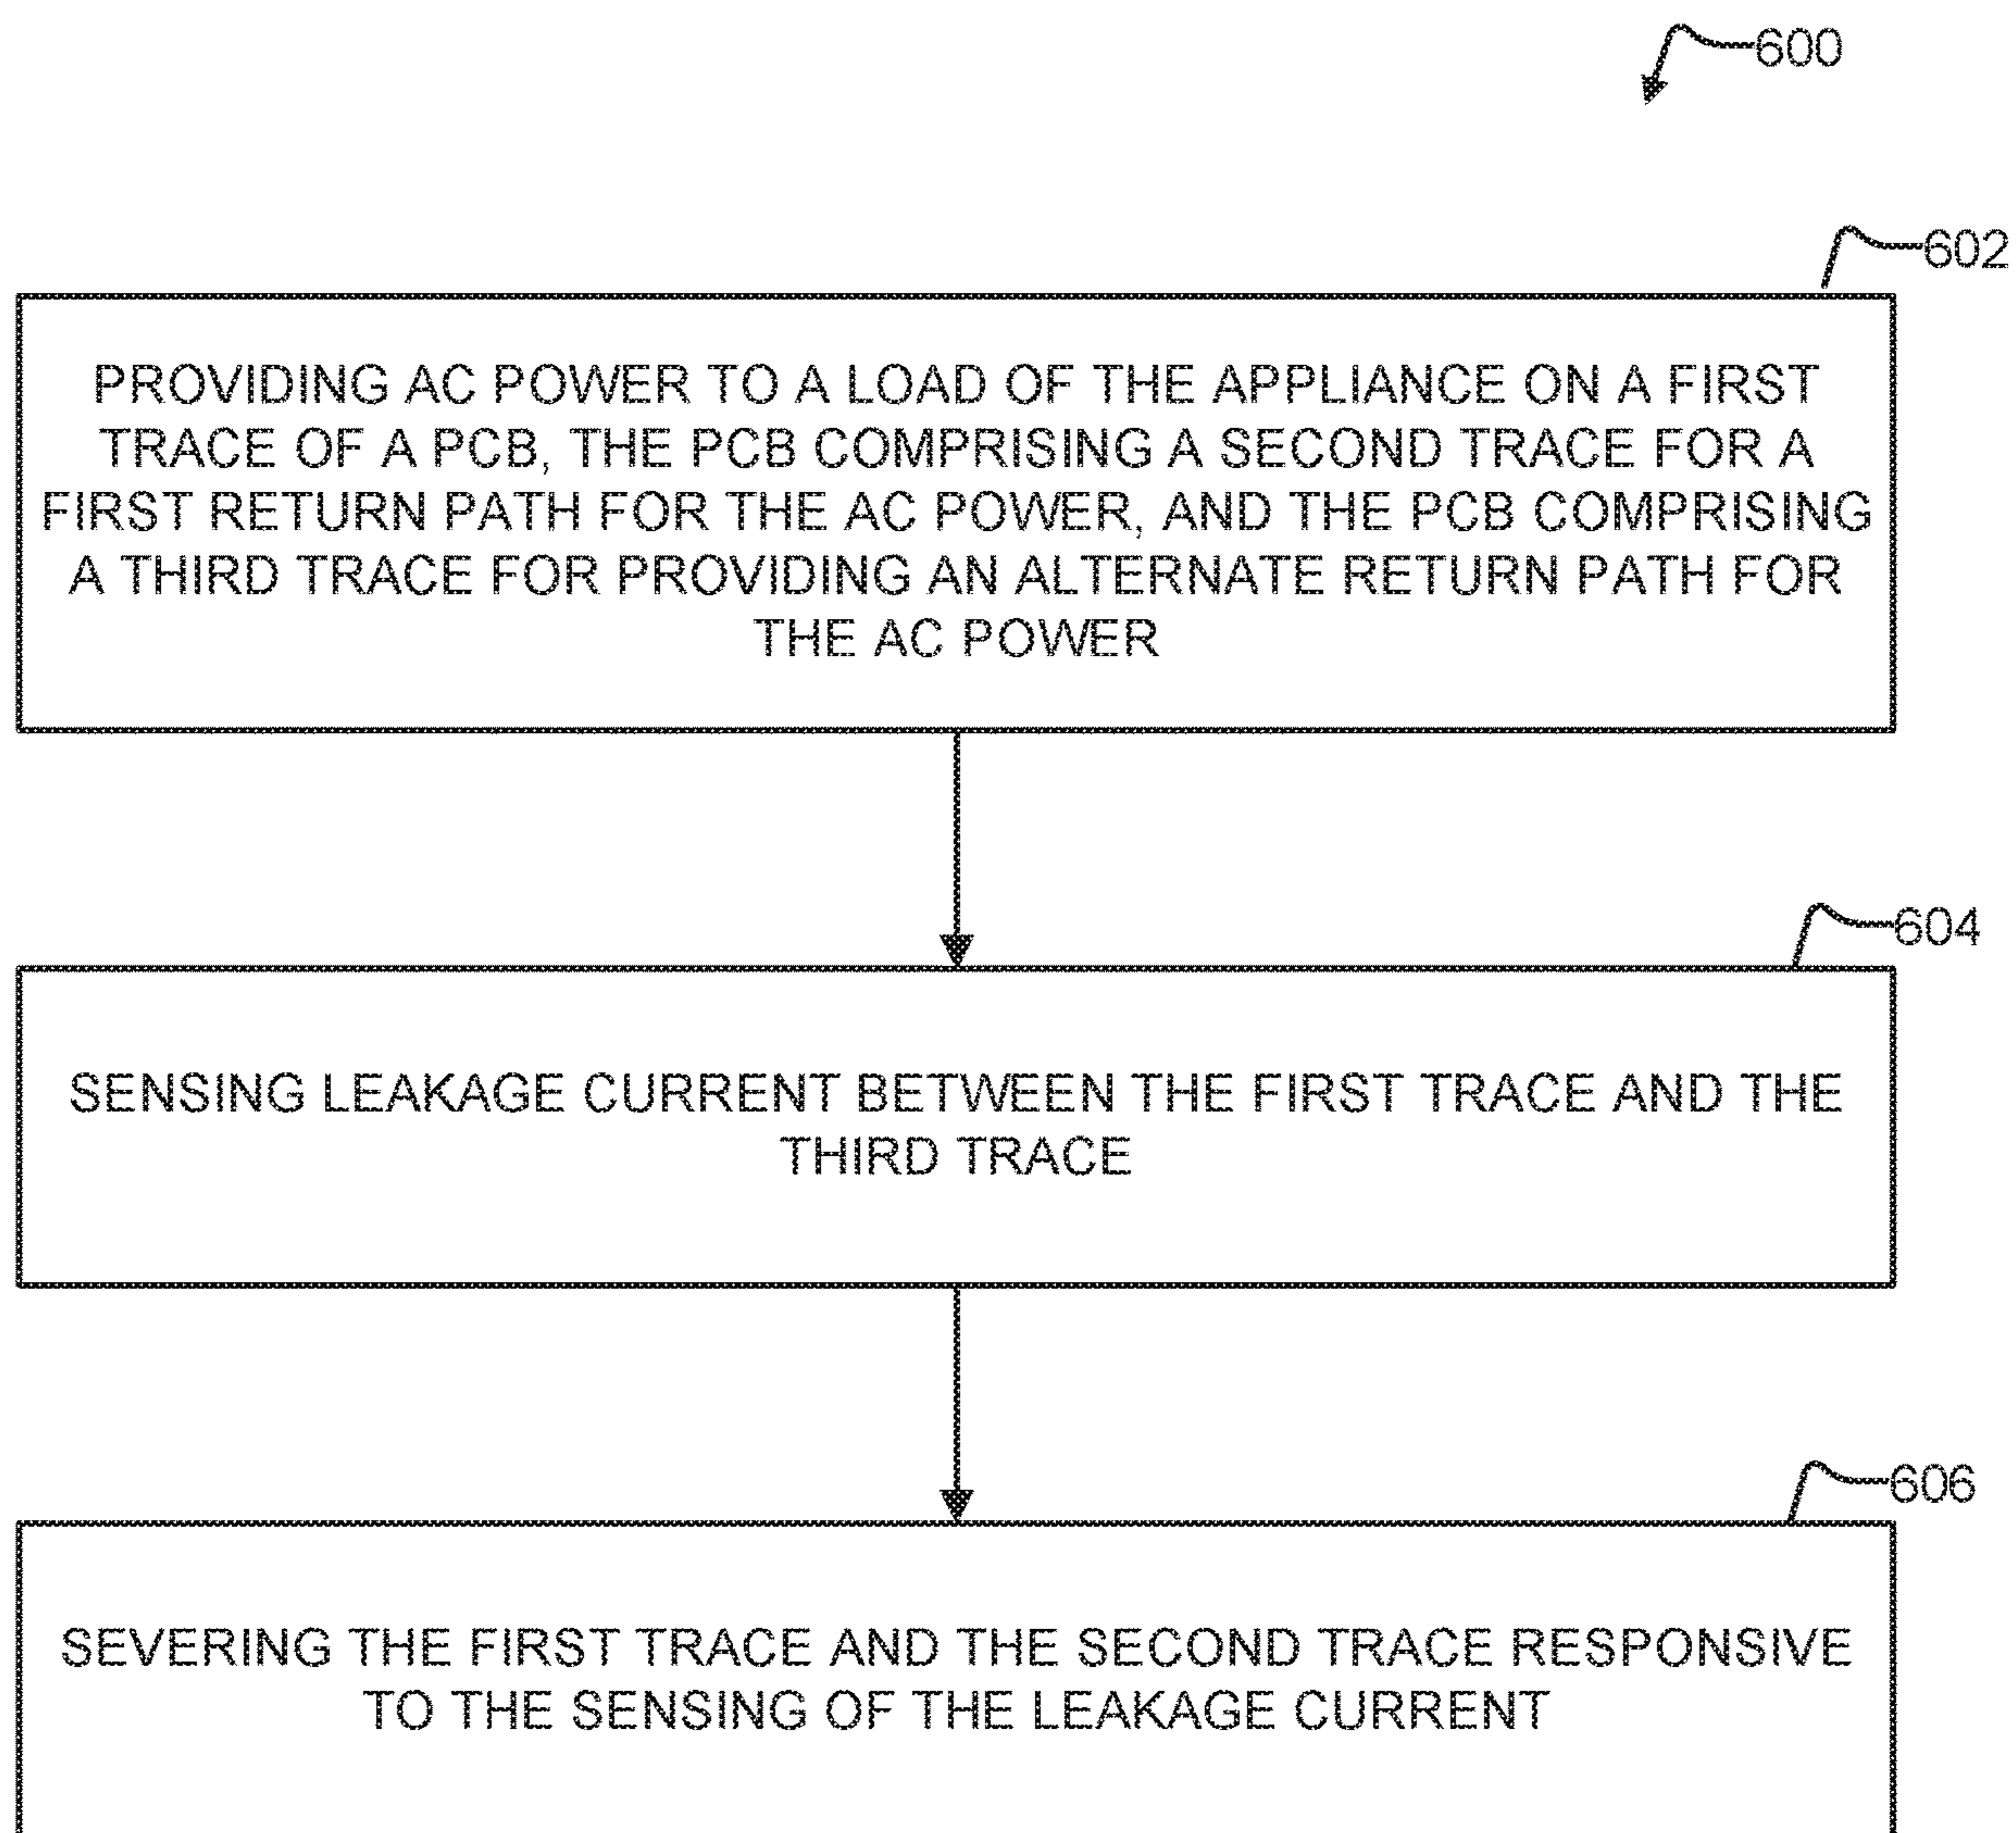 600
602
PROVIDING AC POWER TO A LOAD OF THE APPLIANCE ON A FIRST
TRACE OF A PCB, THE PCB COMPRISING A SECOND TRACE FOR A
FIRST RETURN PATH FOR THE AC POWER, AND THE PCB COMPRISING
A THIRD TRACE FOR PROVIDING AN ALTERNATE RETURN PATH FOR
THE AC POWER
604
SENSING LEAKAGE CURRENT BETWEEN THE FIRST TRACE AND THE
THIRD TRACE
606
SEVERING THE FIRST TRACE AND THE SECOND TRACE RESPONSIVE
TO THE SENSING OF THE LEAKAGE CURRENT